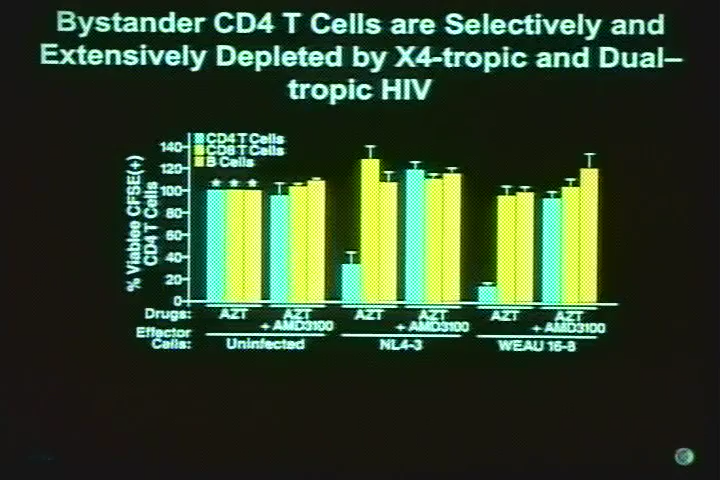 Bystander CD4 T Cells are Selectively and
Extensively Depleted by X4-tropic and Dual–
tropic HIV
CD4 T Cells
CD8 T Cells
B Cells
% Viablee CFSE(+)
CD4 T Cells
140
120
100
80
60
40
20
0
* * *
Drugs: AZT AZT + AMD3100 AZT AZT + AMD3100 AZT AZT + AMD3100
Effector
Cells: Uninfected NL4-3 WEAU 16-8